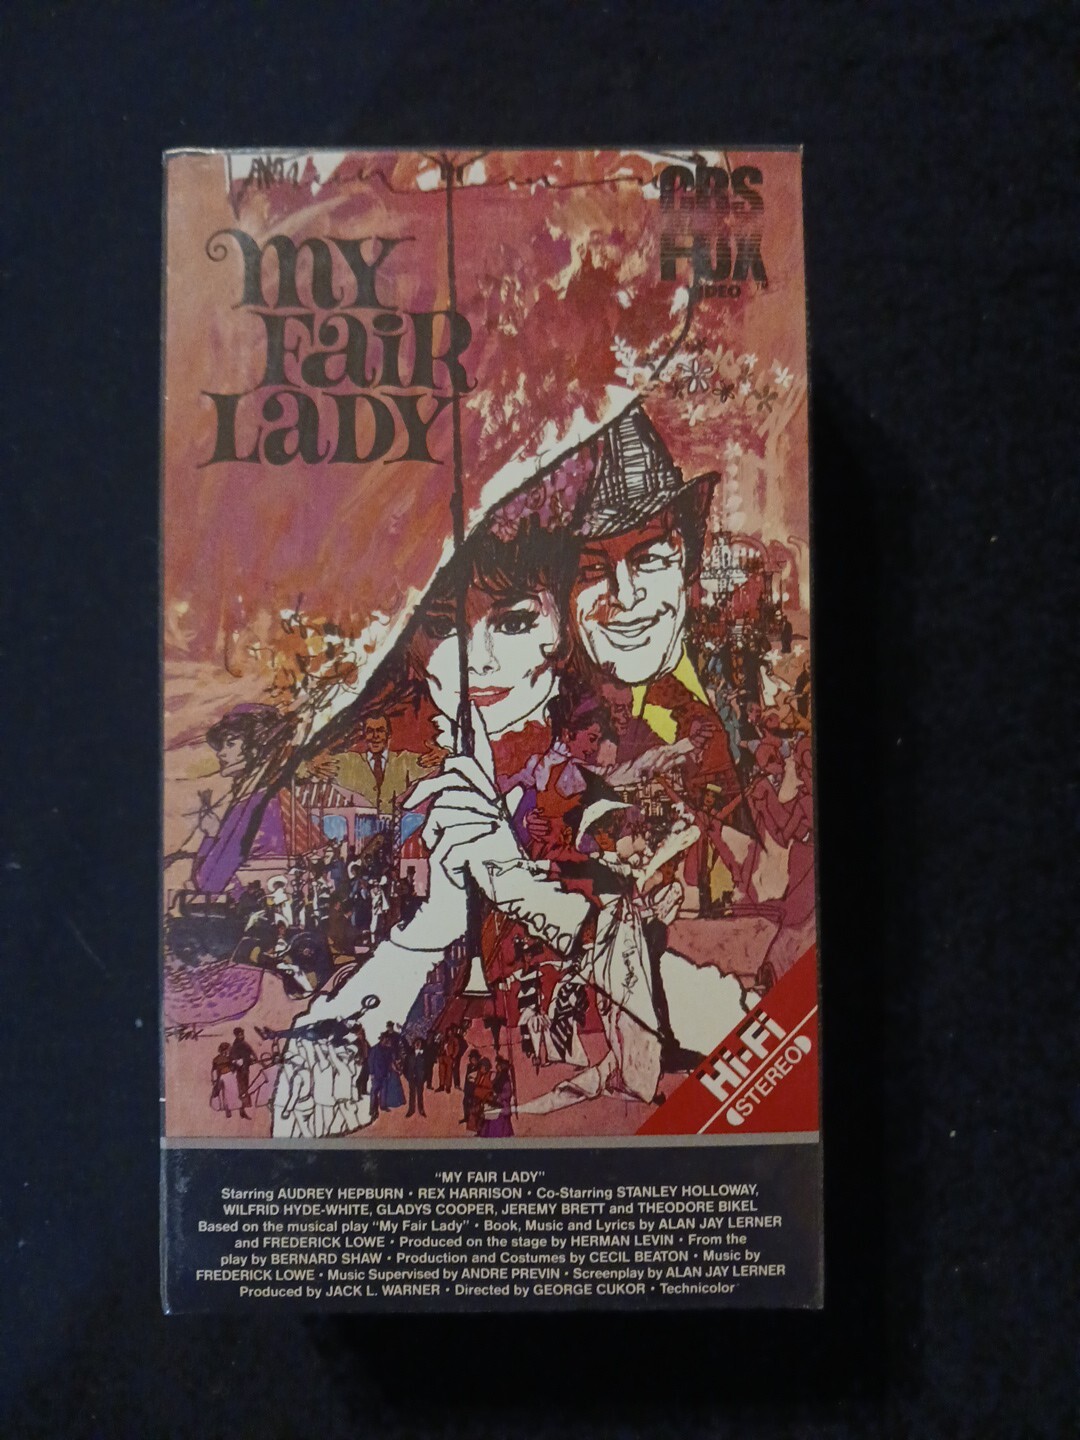 MY
FAIR
LADY
CBS
FOX
VIDEO
TM
Hi-Fi
STEREO
"MY FAIR LADY"
Starring AUDREY HEPBURN • REX HARRISON • Co-Starring STANLEY HOLLOWAY,
WILFRID HYDE-WHITE, GLADYS COOPER, JEREMY BRETT and THEODORE BIKEL
Based on the musical play "My Fair Lady" • Book, Music and Lyrics by ALAN JAY LERNER
and FREDERICK LOWE • Produced on the stage by HERMAN LEVIN • From the
play by BERNARD SHAW • Production and Costumes by CECIL BEATON • Music by
FREDERICK LOWE • Music Supervised by ANDRE PREVIN • Screenplay by ALAN JAY LERNER
Produced by JACK L. WARNER • Directed by GEORGE CUKOR • Technicolor